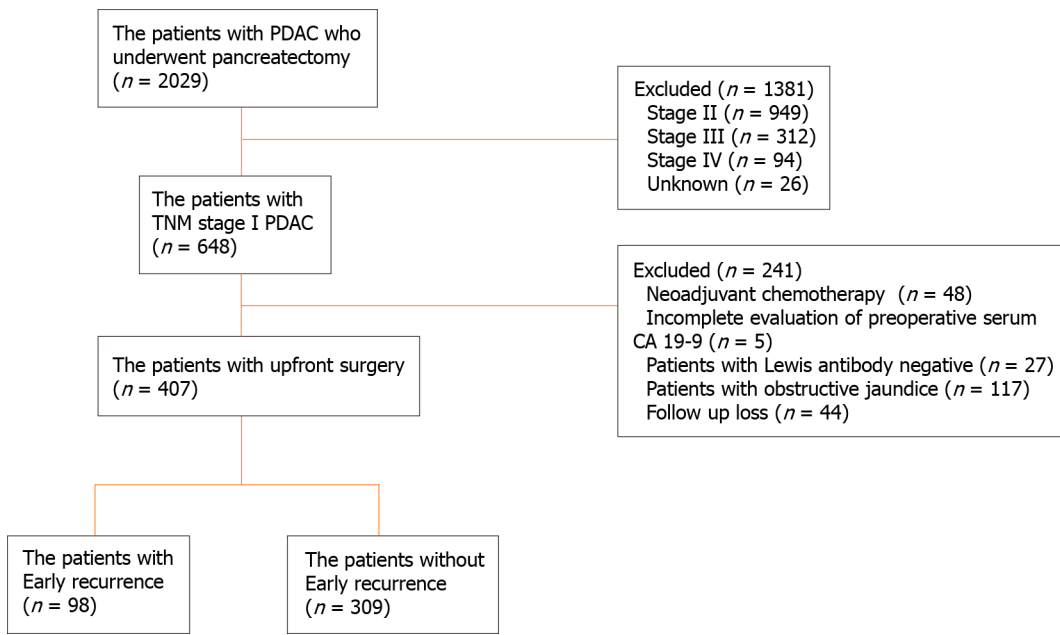 The patients with PDAC who
underwent pancreatectomy
(n = 2029)
Excluded (n = 1381)
Stage II (n = 949)
Stage III (n = 312)
Stage IV (n = 94)
Unknown (n = 26)
The patients with
TNM stage I PDAC
(n = 648)
Excluded (n = 241)
Neoadjuvant chemotherapy (n = 48)
Incomplete evaluation of preoperative serum
CA 19-9 (n = 5)
Patients with Lewis antibody negative (n = 27)
Patients with obstructive jaundice (n = 117)
Follow up loss (n = 44)
The patients with upfront surgery
(n = 407)
The patients with
Early recurrence
(n = 98)
The patients without
Early recurrence
(n = 309)